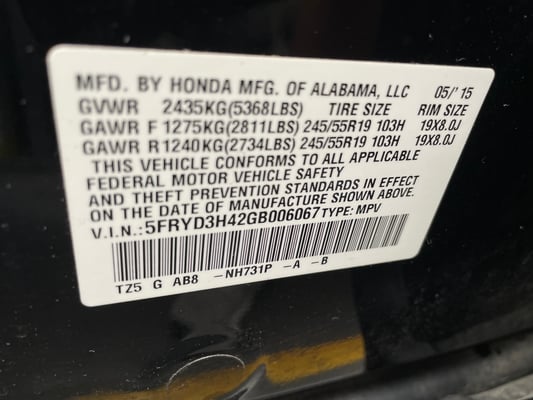 MFD. BY HONDA MFG. OF ALABAMA, LLC 05/'15
GVWR 2435KG(5368LBS) TIRE SIZE RIM SIZE
GAWR F 1275KG(2811LBS) 245/55R19 103H 19X8.0J
GAWR R1240KG(2734LBS) 245/55R19 103H 19X8.0J
THIS VEHICLE CONFORMS TO ALL APPLICABLE
FEDERAL MOTOR VEHICLE SAFETY
AND THEFT PREVENTION STANDARDS IN EFFECT
ON THE DATE OF MANUFACTURE SHOWN ABOVE.
V.I.N.:5FRYD3H42GB006067 TYPE: MPV
TZ5 G AB8 -NH731P -A -B